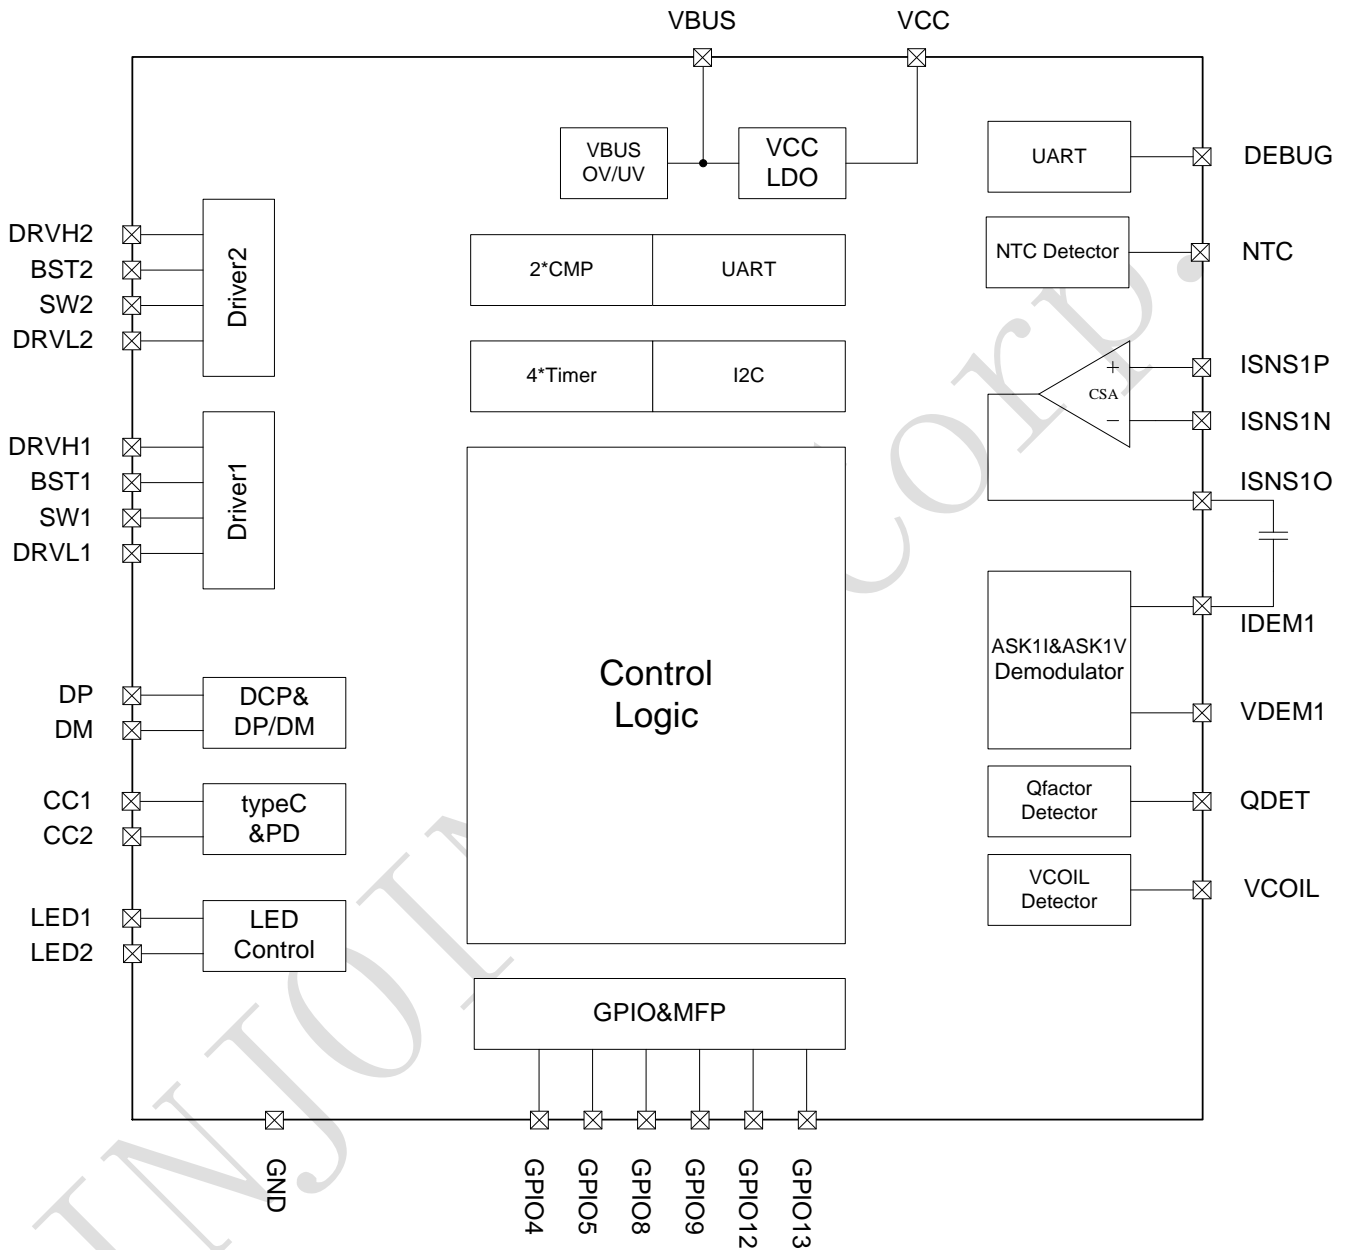 VBUS
VCC
VBUS
OV/UV
VCC
LDO
UART
DEBUG
DRVH2
BST2
SW2
DRVL2
Driver2
2*CMP
UART
NTC Detector
NTC
4*Timer
I2C
+
CSA
−
ISNS1P
ISNS1N
ISNS1O
DRVH1
BST1
SW1
DRVL1
Driver1
Control
Logic
ASK1I&ASK1V
Demodulator
IDEM1
VDEM1
DP
DM
DCP&
DP/DM
CC1
CC2
typeC
&PD
Qfactor
Detector
QDET
VCOIL
Detector
VCOIL
LED1
LED2
LED
Control
GPIO&MFP
GND
GPIO4
GPIO5
GPIO8
GPIO9
GPIO12
GPIO13
INJOIN
Corp.